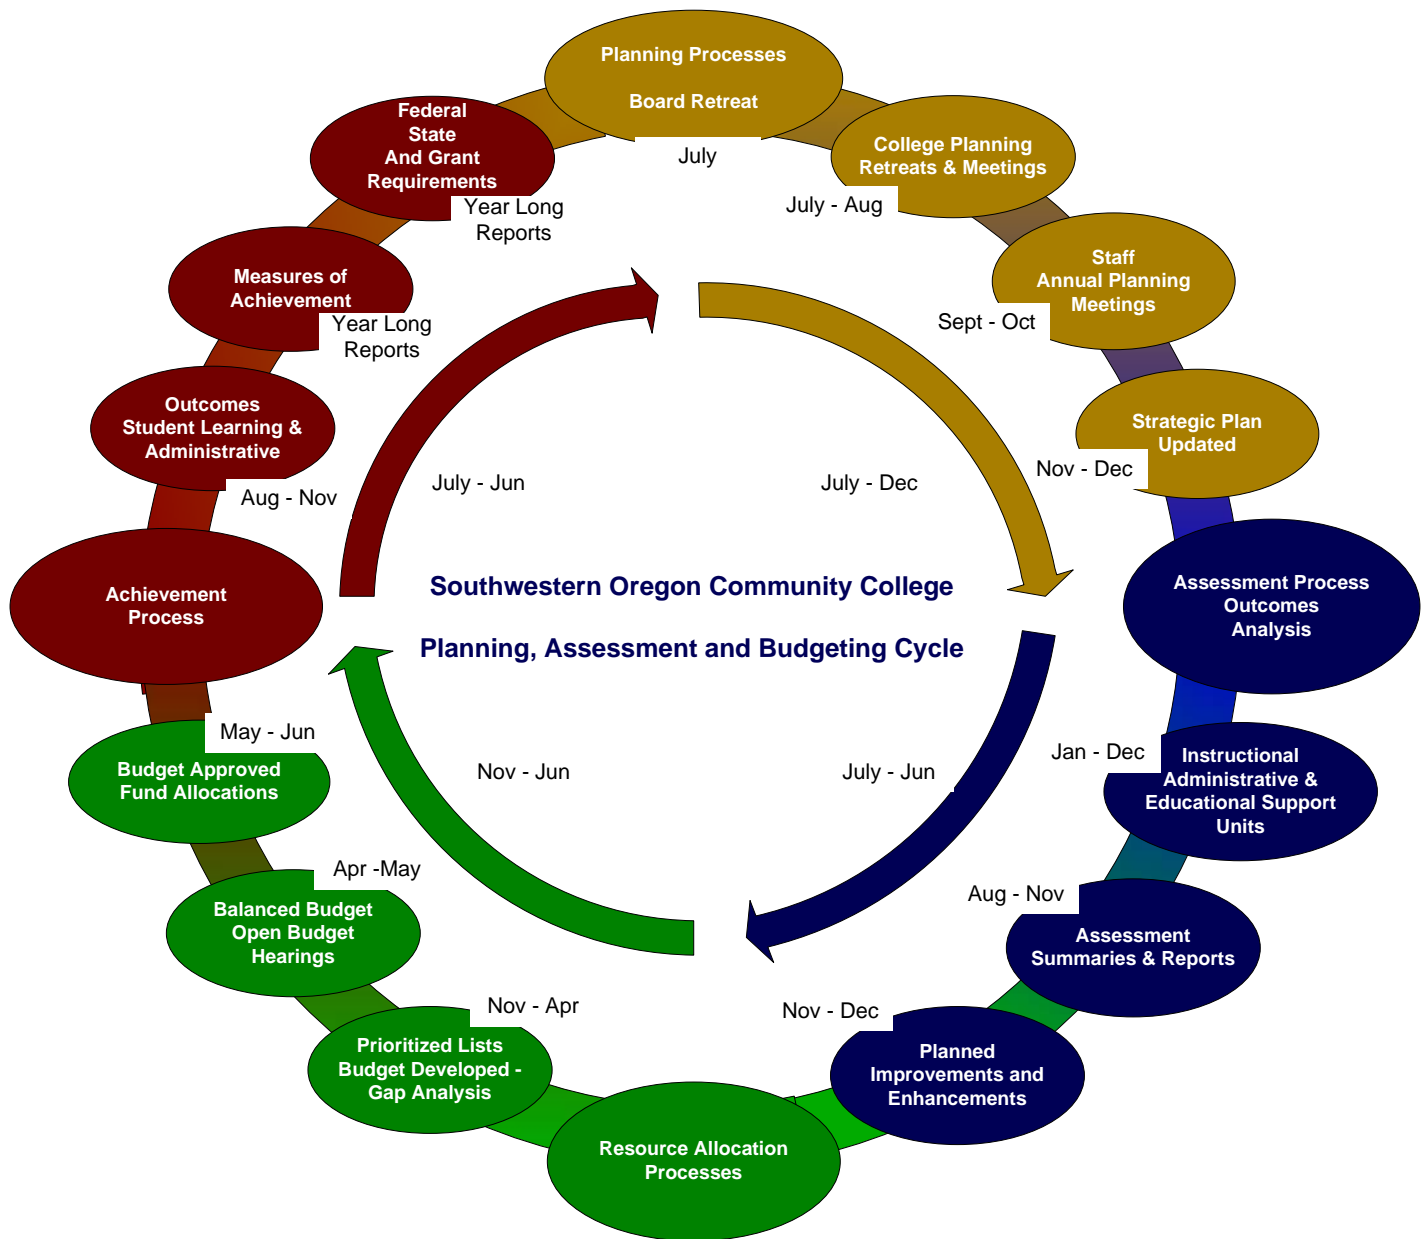 Planning Processes
Board Retreat
July
College Planning
Retreats & Meetings
July - Aug
Staff
Annual Planning
Meetings
Sept - Oct
Strategic Plan
Updated
Nov - Dec
Assessment Process
Outcomes
Analysis
Instructional
Administrative &
Educational Support
Units
Jan - Dec
Assessment
Summaries & Reports
Aug - Nov
Planned
Improvements and
Enhancements
Nov - Dec
Resource Allocation
Processes
Prioritized Lists
Budget Developed -
Gap Analysis
Nov - Apr
Balanced Budget
Open Budget
Hearings
Apr -May
Budget Approved
Fund Allocations
May - Jun
Achievement
Process
Outcomes
Student Learning &
Administrative
Aug - Nov
Measures of
Achievement
Year Long
Reports
Federal
State
And Grant
Requirements
Year Long
Reports
July - Jun
July - Dec
Southwestern Oregon Community College
Planning, Assessment and Budgeting Cycle
Nov - Jun
July - Jun